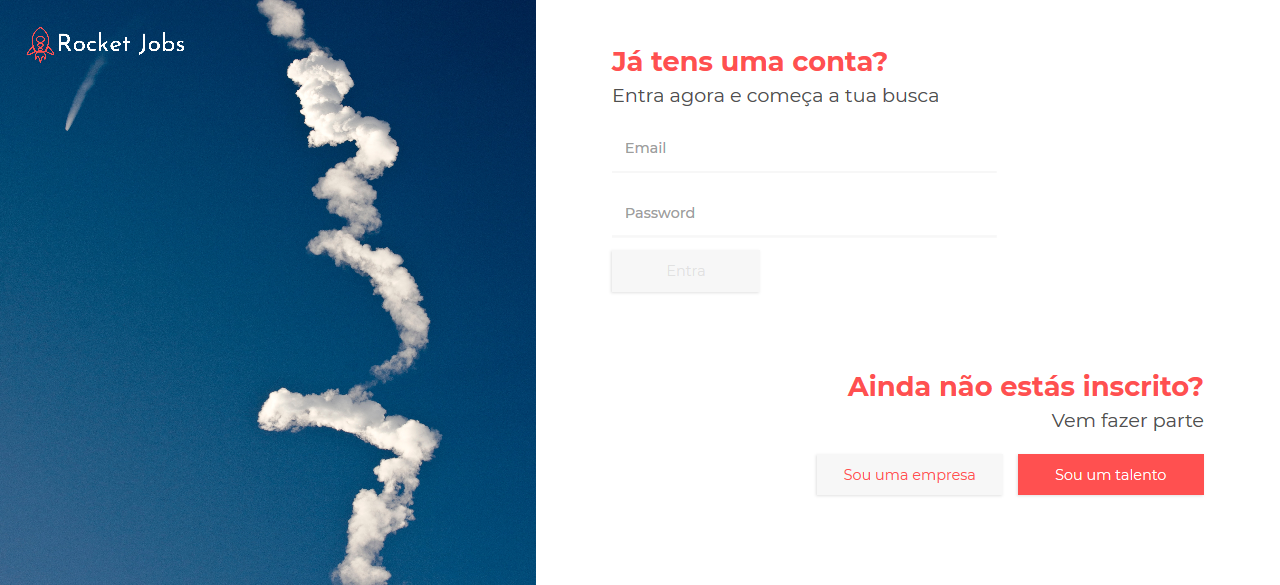 Rocket Jobs
Já tens uma conta?
Entra agora e começa a tua busca
Email
Password
Entra
Ainda não estás inscrito?
Vem fazer parte
Sou uma empresa
Sou um talento